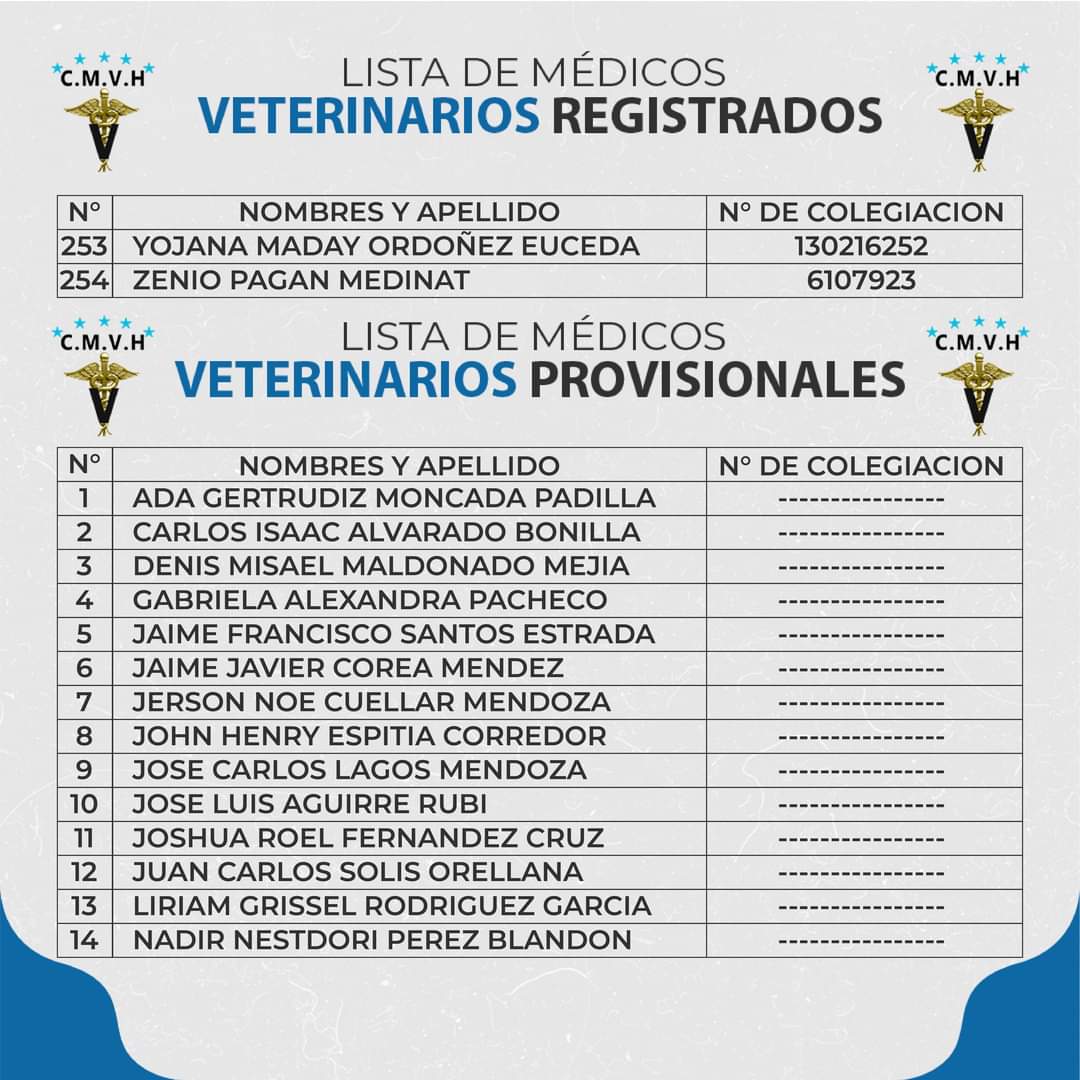 C.M.V.H
LISTA DE MÉDICOS
VETERINARIOS REGISTRADOS
C.M.V.H
N° NOMBRES Y APELLIDO N° DE COLEGIACION
253 YOJANA MADAY ORDOÑEZ EUCEDA 130216252
254 ZENIO PAGAN MEDINAT 6107923
C.M.V.H
LISTA DE MÉDICOS
VETERINARIOS PROVISIONALES
C.M.V.H
N° NOMBRES Y APELLIDO N° DE COLEGIACION
1 ADA GERTRUDIZ MONCADA PADILLA ----------------
2 CARLOS ISAAC ALVARADO BONILLA ----------------
3 DENIS MISAEL MALDONADO MEJIA ----------------
4 GABRIELA ALEXANDRA PACHECO ----------------
5 JAIME FRANCISCO SANTOS ESTRADA ----------------
6 JAIME JAVIER COREA MENDEZ ----------------
7 JERSON NOE CUELLAR MENDOZA ----------------
8 JOHN HENRY ESPITIA CORREDOR ----------------
9 JOSE CARLOS LAGOS MENDOZA ----------------
10 JOSE LUIS AGUIRRE RUBI ----------------
11 JOSHUA ROEL FERNANDEZ CRUZ ----------------
12 JUAN CARLOS SOLIS ORELLANA ----------------
13 LIRIAM GRISSEL RODRIGUEZ GARCIA ----------------
14 NADIR NESTDORI PEREZ BLANDON ----------------